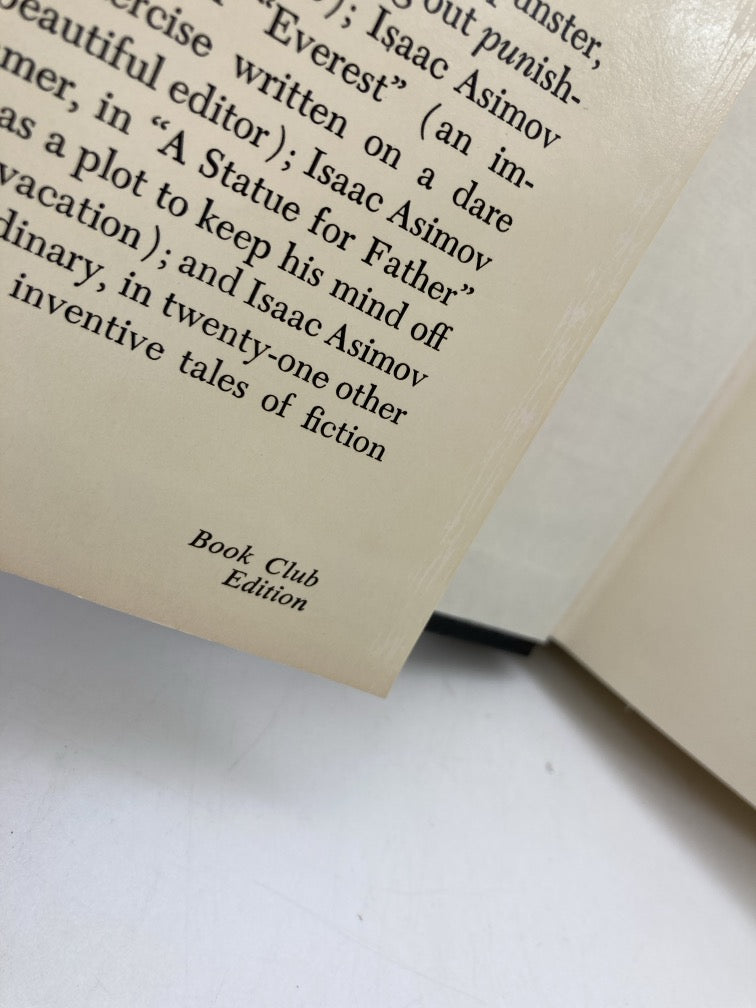 unster,
out punish-
); Isaac Asimov
“Everest” (an im-
ercise written on a dare
beautiful editor); Isaac Asimov
mer, in “A Statue for Father”
as a plot to keep his mind off
vacation); and Isaac Asimov
dinary, in twenty-one other
inventive tales of fiction
Book Club
Edition